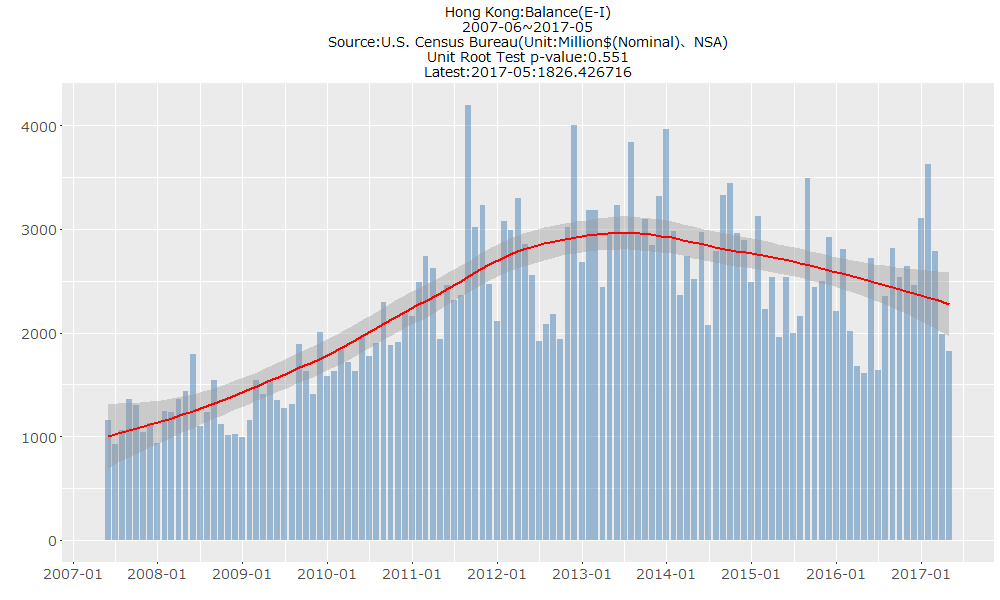 Hong Kong:Balance(E-I)
2007-06~2017-05
Source:U.S. Census Bureau(Unit:Million$(Nominal)、NSA)
Unit Root Test p-value:0.551
Latest:2017-05:1826.426716
4000
3000
2000
1000
0
2007-01 2008-01 2009-01 2010-01 2011-01 2012-01 2013-01 2014-01 2015-01 2016-01 2017-01